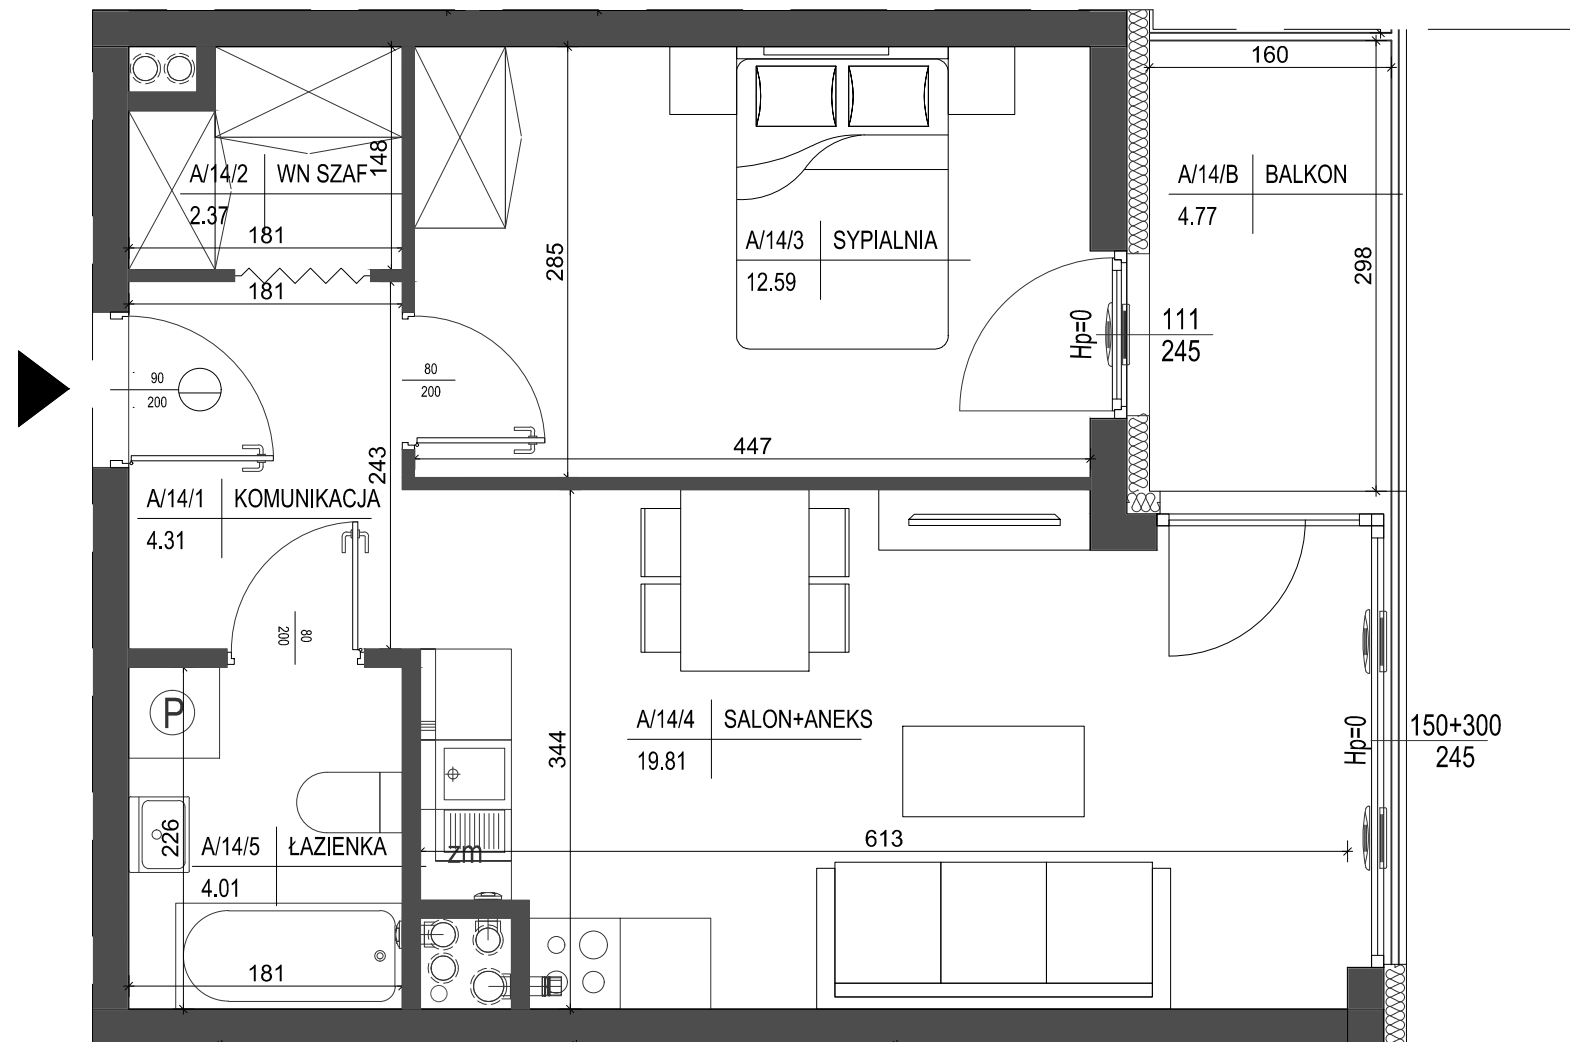 160
A/14/2 WN SZAF
2.37
148
181
181
A/14/3 SYPIALNIA
12.59
285
447
A/14/B BALKON
4.77
298
Hp=0
111
245
90
200
80
200
243
A/14/1 KOMUNIKACJA
4.31
80
200
P
226
A/14/5 ŁAZIENKA
4.01
181
zm
344
A/14/4 SALON+ANEKS
19.81
613
Hp=0
150+300
245